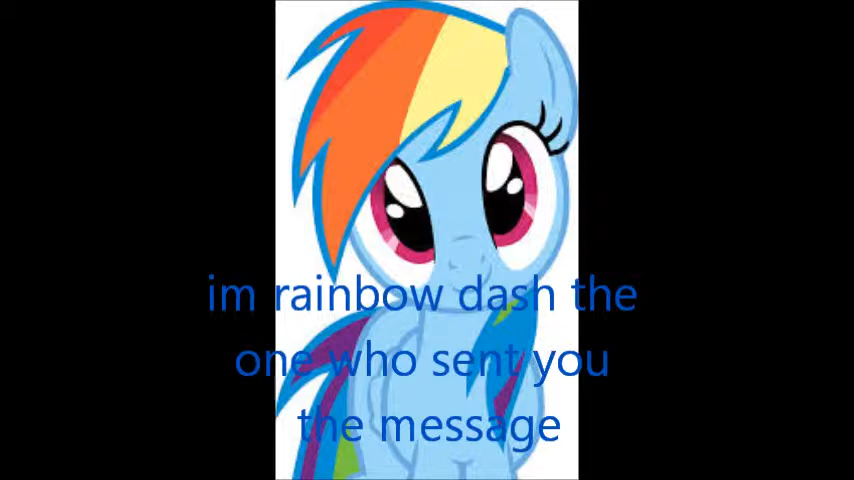 im rainbow dash the
one who sent you
the message